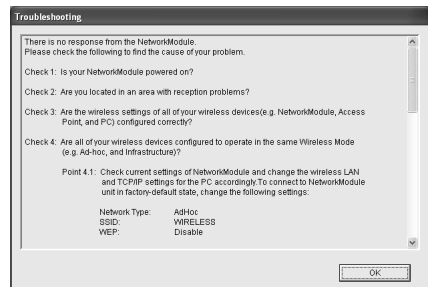 Troubleshooting
There is no response from the NetworkModule.
Please check the following to find the cause of your problem.
Check 1: Is your NetworkModule powered on?
Check 2: Are you located in an area with reception problems?
Check 3: Are the wireless settings of all of your wireless devices(e.g. NetworkModule, Access
Point, and PC) configured correctly?
Check 4: Are all of your wireless devices configured to operate in the same Wireless Mode
(e.g. Ad-hoc, and Infrastructure)?
Point 4.1: Check current settings of NetworkModule and change the wireless LAN
and TCP/IP settings for the PC accordingly.To connect to NetworkModule
unit in factory-default state, change the following settings:
Network Type: AdHoc
SSID: WIRELESS
WEP: Disable
OK